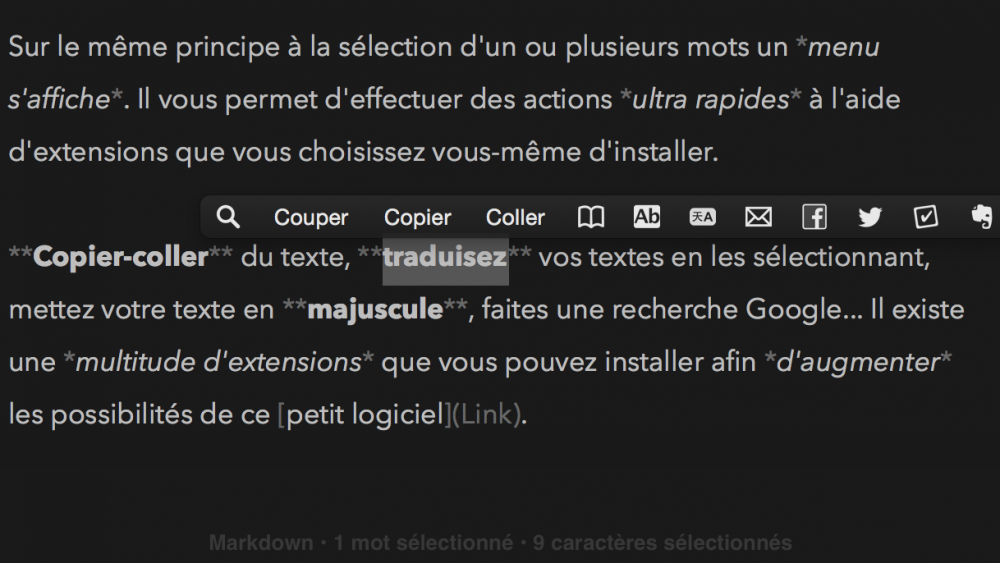 Sur le même principe à la sélection d'un ou plusieurs mots un *menu
s'affiche*. Il vous permet d'effectuer des actions *ultra rapides* à l'aide
d'extensions que vous choisissez vous-même d'installer.
Couper Copier Coller Ab 天A
**Copier-coller** du texte, **traduisez** vos textes en les sélectionnant,
mettez votre texte en **majuscule**, faites une recherche Google... Il existe
une *multitude d'extensions* que vous pouvez installer afin *d'augmenter*
les possibilités de ce [petit logiciel](Link).
Markdown • 1 mot sélectionné • 9 caractères sélectionnés